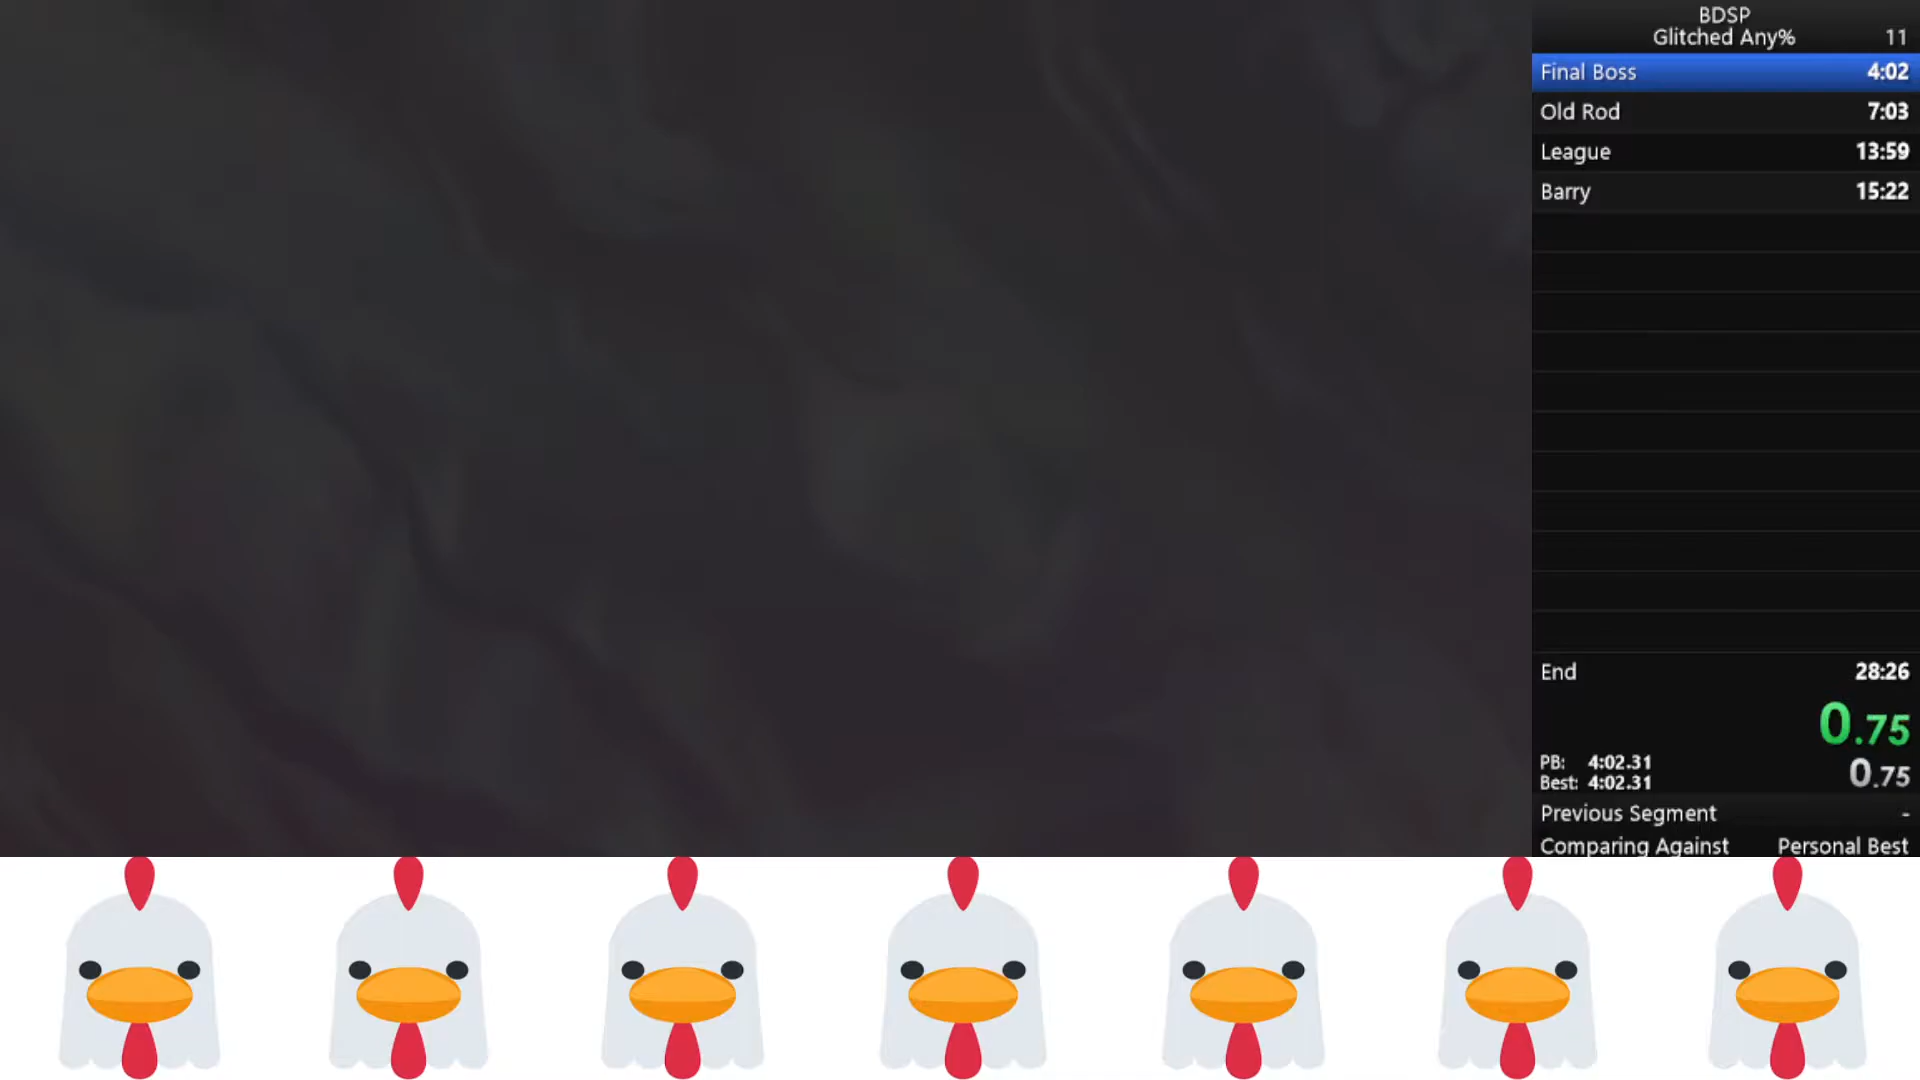 BDSP
Glitched Any% 11
Final Boss 4:02
Old Rod 7:03
League 13:59
Barry 15:22
End 28:26
0.75
PB: 4:02.31
Best: 4:02.31 0.75
Previous Segment -
Comparing Against Personal Best